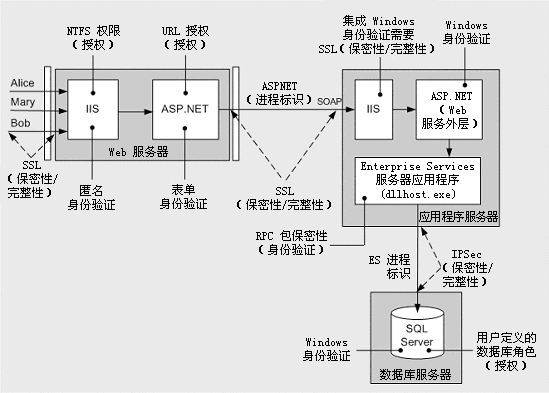 NTFS 权限
（授权）
URL 授权
（授权）
集成 Windows
身份验证需要
SSL（保密性/完整性）
Windows
身份验证
Alice
Mary
Bob
IIS
ASP.NET
ASPNET
（进程标识）
SOAP
IIS
ASP.NET
（Web
服务外层）
SSL
（保密性/
完整性）
Web 服务器
匿名
身份验证
表单
身份验证
SSL
（保密性/完整性）
Enterprise Services
服务器应用程序
(dllhost.exe)
应用程序服务器
RPC 包保密性
（身份验证）
ES 进程
标识
IPSec
（保密性/
完整性）
SQL
Server
Windows
身份验证
用户定义的
数据库角色
（授权）
数据库服务器